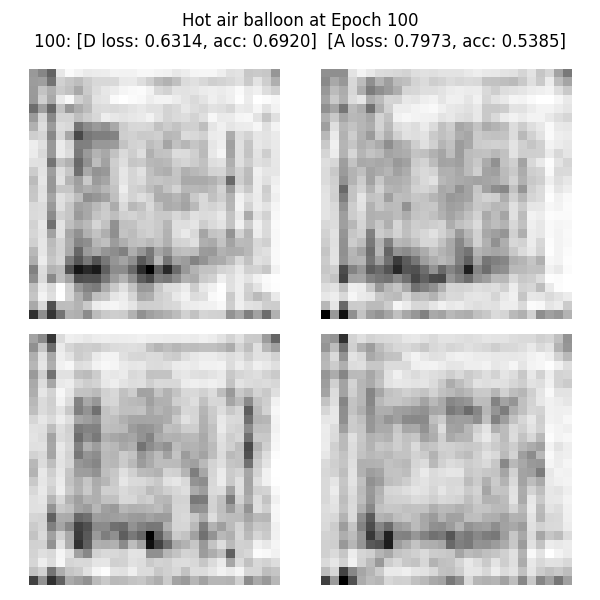 Hot air balloon at Epoch 100
100: [D loss: 0.6314, acc: 0.6920]  [A loss: 0.7973, acc: 0.5385]